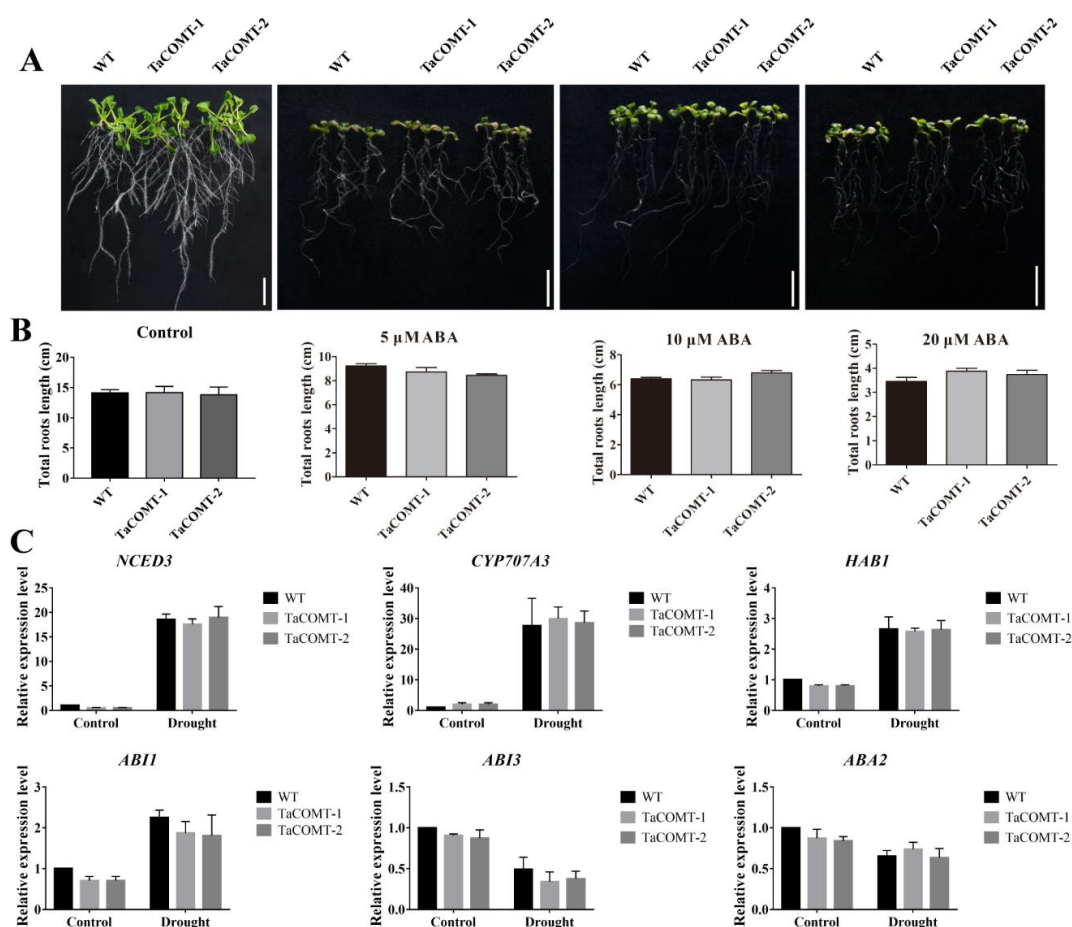 A
WT TaCOMT-1 TaCOMT-2 WT TaCOMT-1 TaCOMT-2 WT TaCOMT-1 TaCOMT-2 WT TaCOMT-1 TaCOMT-2
B
Control
Total roots length (cm)
20
15
10
5
0
WT TaCOMT-1 TaCOMT-2
5 μM ABA
Total roots length (cm)
10
8
6
4
2
0
WT TaCOMT-1 TaCOMT-2
10 μM ABA
Total roots length (cm)
8
6
4
2
0
WT TaCOMT-1 TaCOMT-2
20 μM ABA
Total roots length (cm)
5
4
3
2
1
0
WT TaCOMT-1 TaCOMT-2
C
NCED3
Relative expression level
25
20
15
10
5
0
Control Drought
WT
TaCOMT-1
TaCOMT-2
CYP707A3
Relative expression level
40
30
20
10
0
Control Drought
WT
TaCOMT-1
TaCOMT-2
HAB1
Relative expression level
4
3
2
1
0
Control Drought
WT
TaCOMT-1
TaCOMT-2
ABI1
Relative expression level
3
2
1
0
Control Drought
WT
TaCOMT-1
TaCOMT-2
ABI3
Relative expression level
1.5
1.0
0.5
0.0
Control Drought
WT
TaCOMT-1
TaCOMT-2
ABA2
Relative expression level
1.5
1.0
0.5
0.0
Control Drought
WT
TaCOMT-1
TaCOMT-2